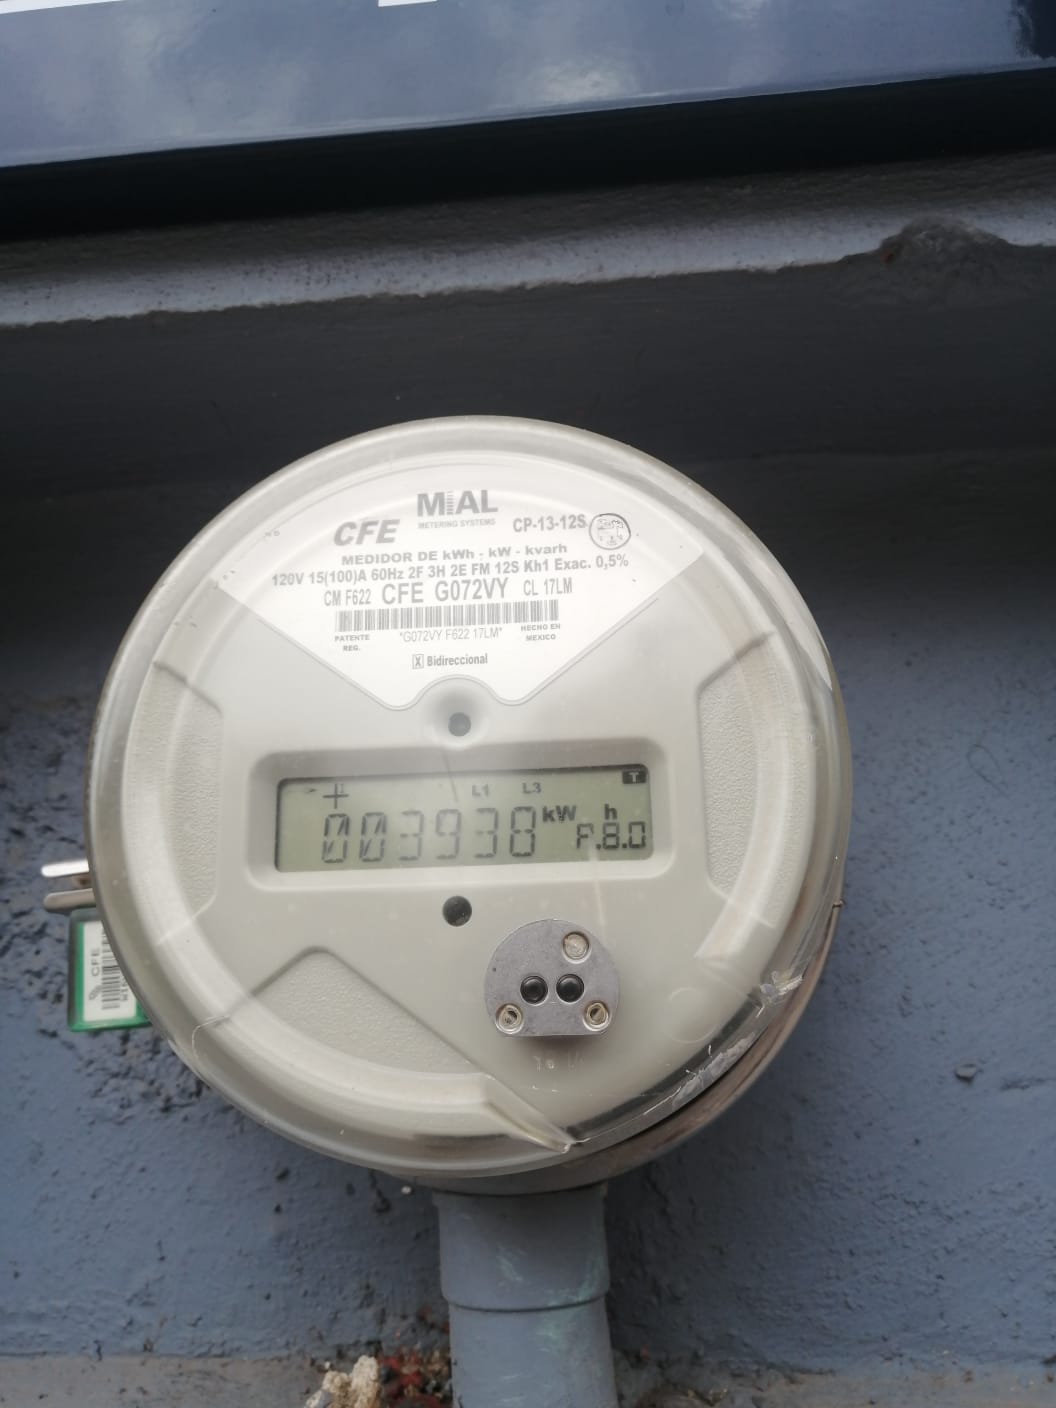 MIAL
METERING SYSTEMS
CFE
CP-13-12S
MEDIDOR DE kWh - kW - kvarh
120V 15(100)A 60Hz 2F 3H 2E FM 12S Kh1 Exac. 0,5%
CM F622 CFE G072VY CL 17LM
PATENTE REG.
*G072VY F622 17LM*
HECHO EN MEXICO
X Bidireccional
L1 L3 T
003938 kW h P.8.0
CFE